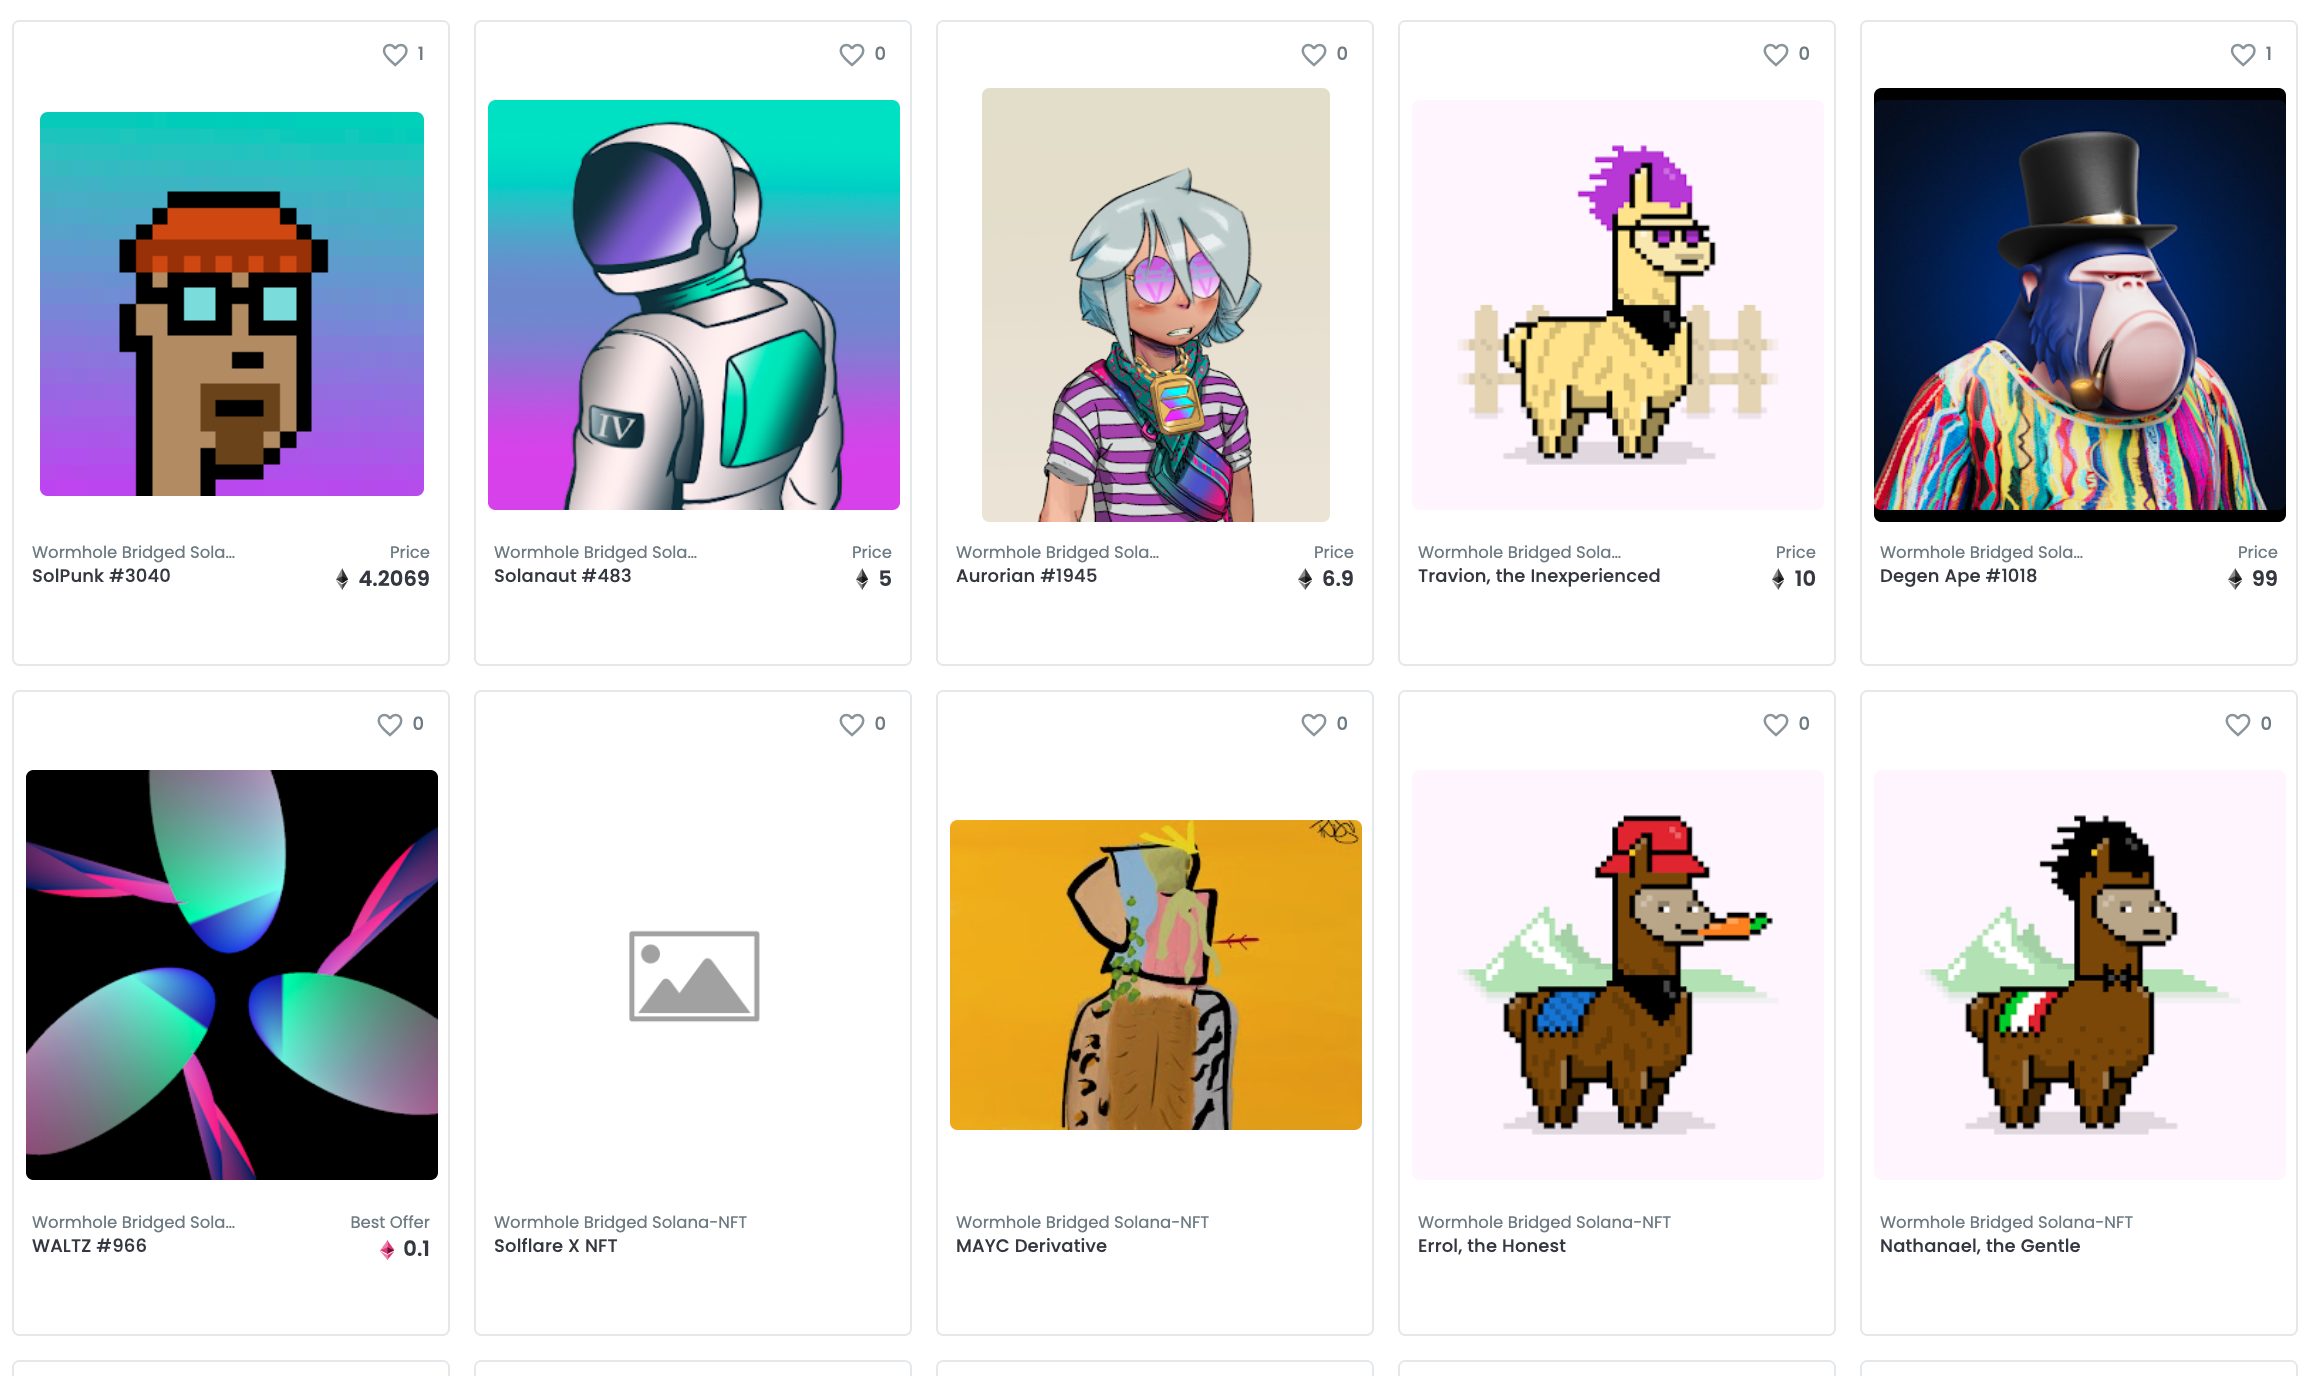 1
0
0
0
1
IV
Wormhole Bridged Sola...
Price
SolPunk #3040
4.2069
Wormhole Bridged Sola...
Price
Solanaut #483
5
Wormhole Bridged Sola...
Price
Aurorian #1945
6.9
Wormhole Bridged Sola...
Price
Travion, the Inexperienced
10
Wormhole Bridged Sola...
Price
Degen Ape #1018
99
0
0
0
0
0
Wormhole Bridged Sola...
Best Offer
WALTZ #966
0.1
Wormhole Bridged Solana-NFT
Solflare X NFT
Wormhole Bridged Solana-NFT
MAYC Derivative
Wormhole Bridged Solana-NFT
Errol, the Honest
Wormhole Bridged Solana-NFT
Nathanael, the Gentle